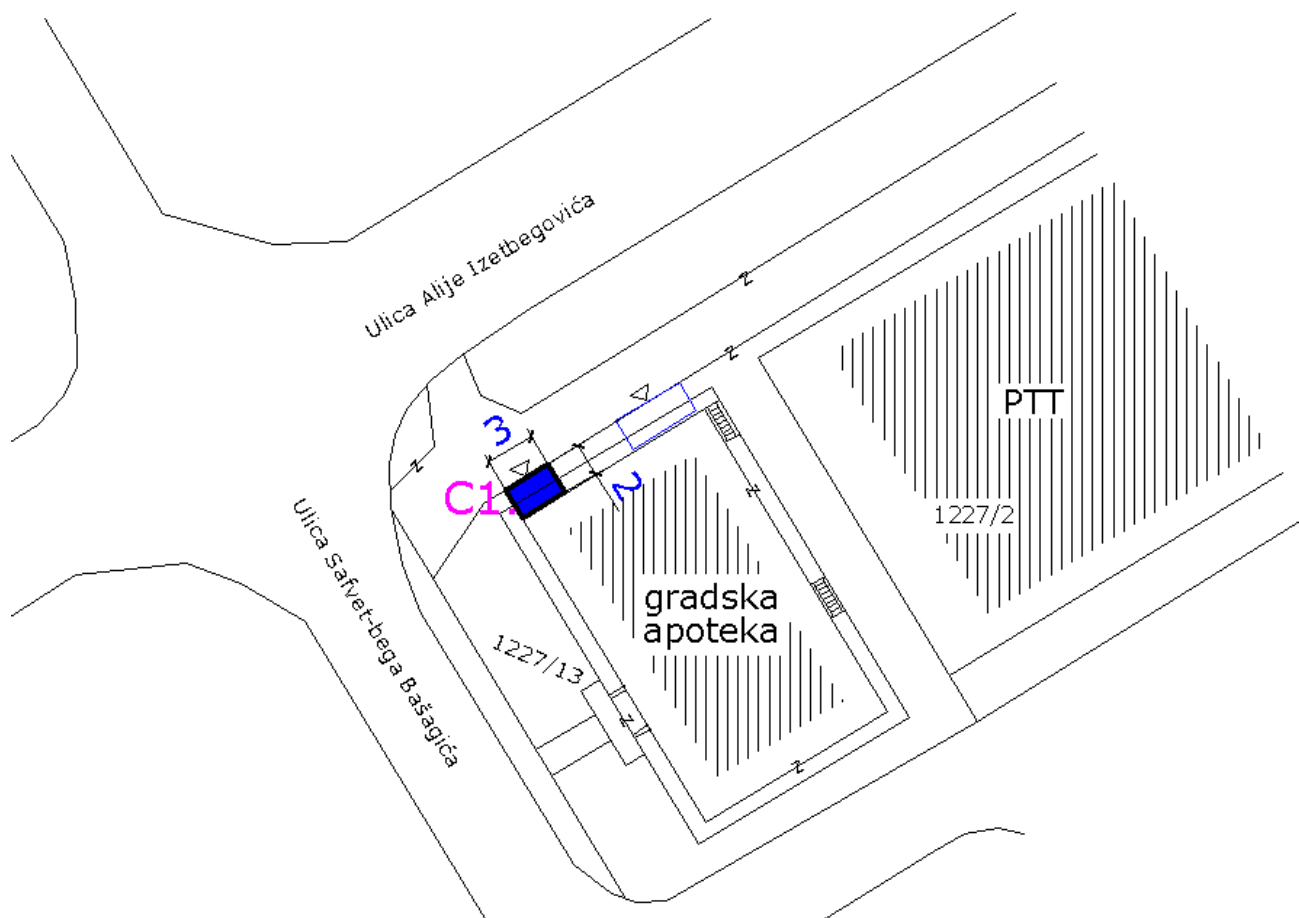 Ulica Alije Izetbegovića
PTT
3
2
C1.
1227/2
Ulica Safvet-bega Bašagića
gradska
apoteka
1227/13
z
z
z
z
z
z